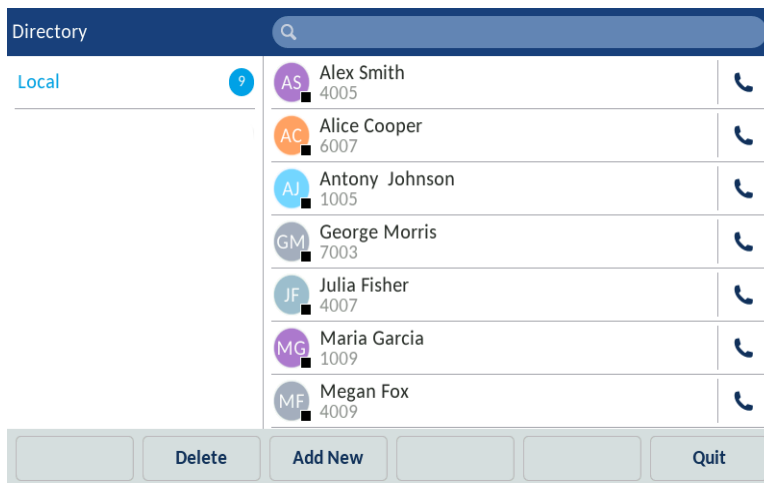 Directory
Local
9
AS
Alex Smith
4005
AC
Alice Cooper
6007
AJ
Antony  Johnson
1005
GM
George Morris
7003
JF
Julia Fisher
4007
MG
Maria Garcia
1009
MF
Megan Fox
4009
Delete
Add New
Quit